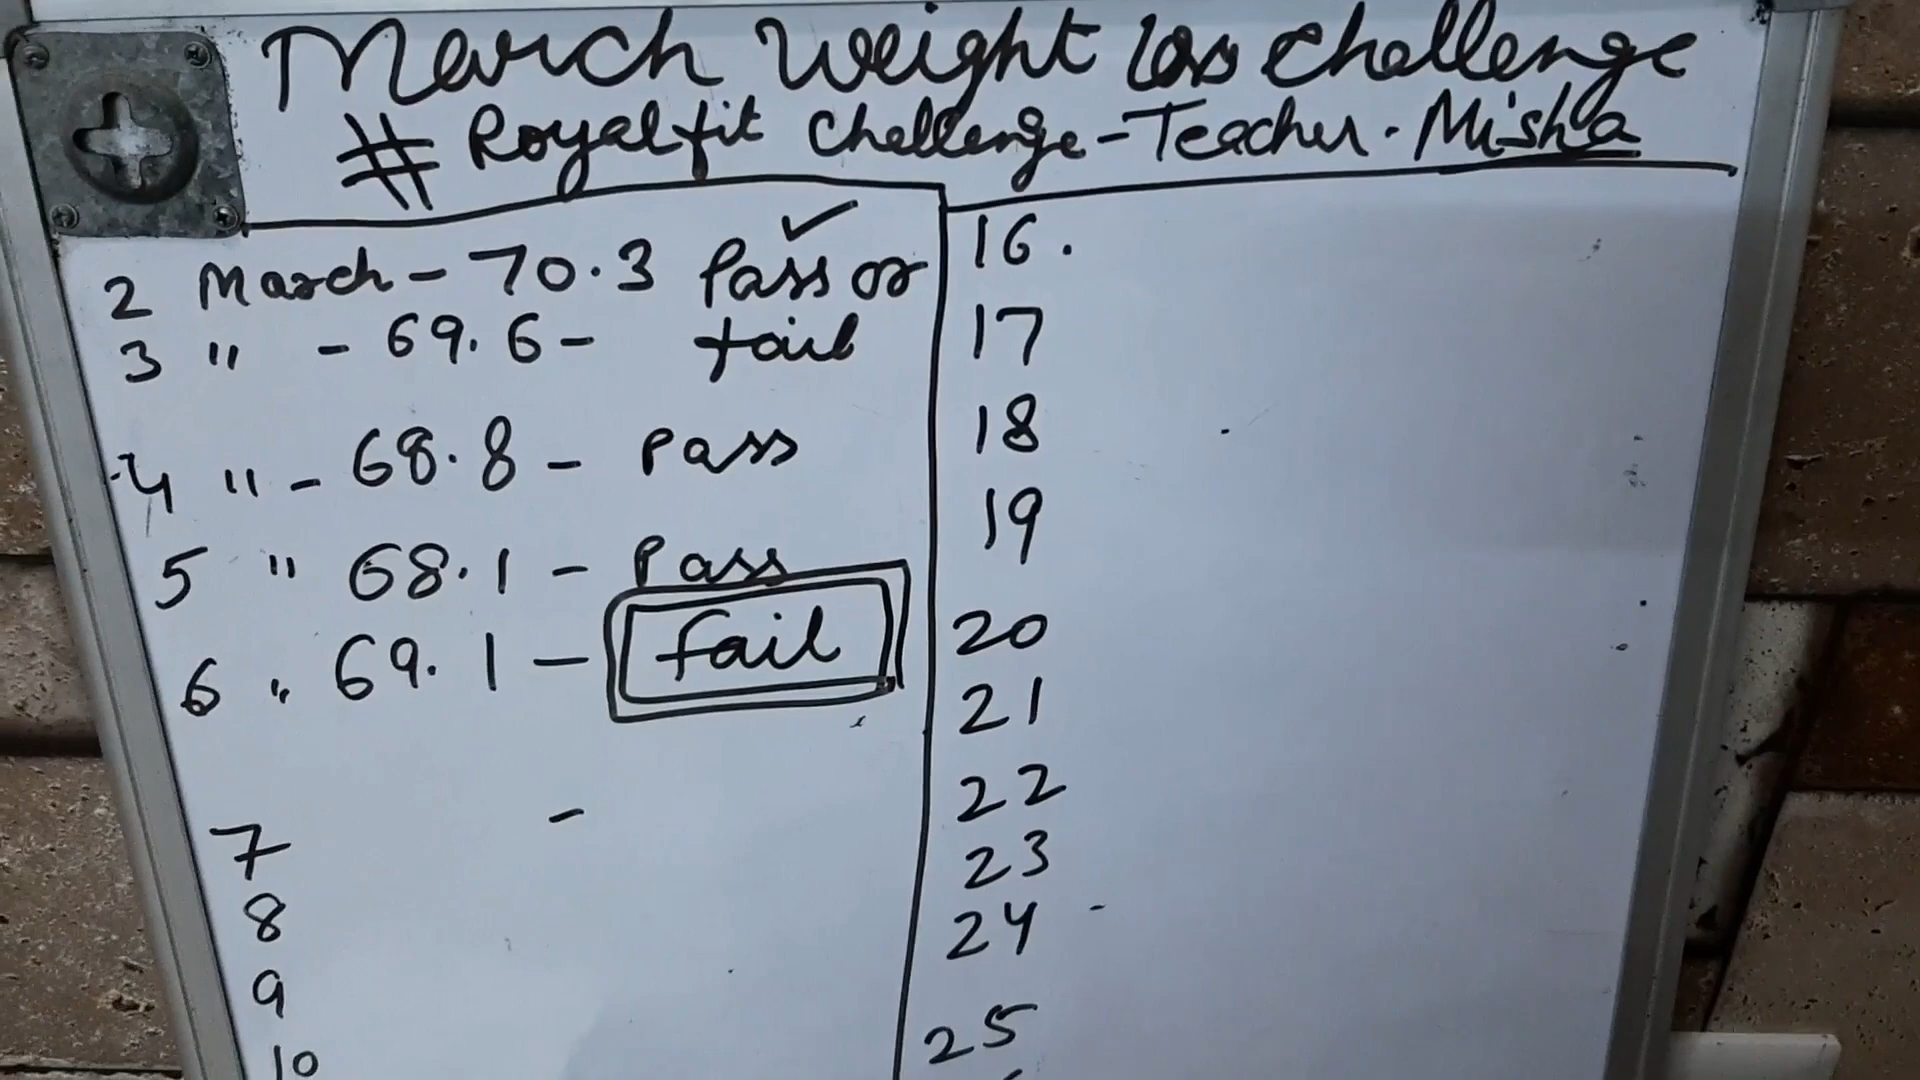 March Weight Loss Challenge
# Royalfit Challenge - Teacher. Misha
2 March - 70.3 Pass or
3 " - 69.6 - fail
4 " - 68.8 - Pass
5 " 68.1 - Pass
6 " 69.1 - Fail
7 -
8
9
10
16.
17
18
19
20
21
22
23
24 -
25